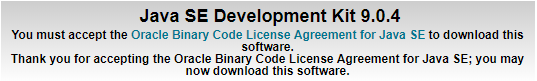 Java SE Development Kit 9.0.4
You must accept the Oracle Binary Code License Agreement for Java SE to download this
software.
Thank you for accepting the Oracle Binary Code License Agreement for Java SE; you may
now download this software.